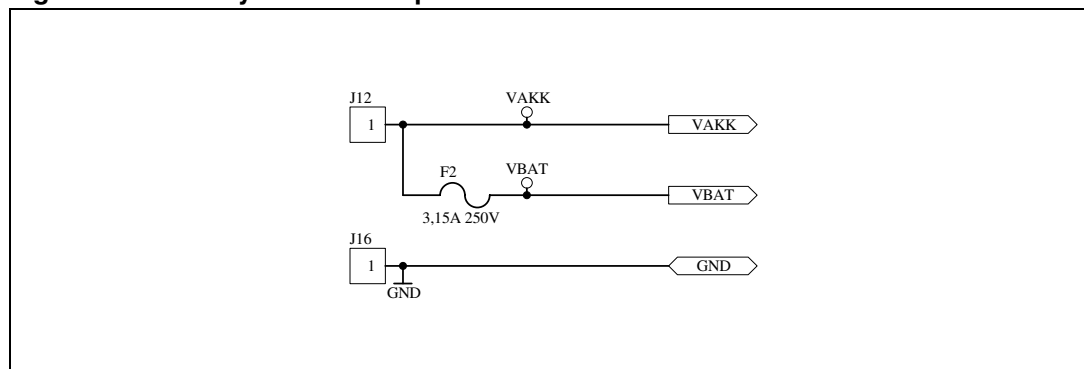 J12
1
VAKK
VAKK
F2
3,15A 250V
VBAT
VBAT
J16
1
GND
GND